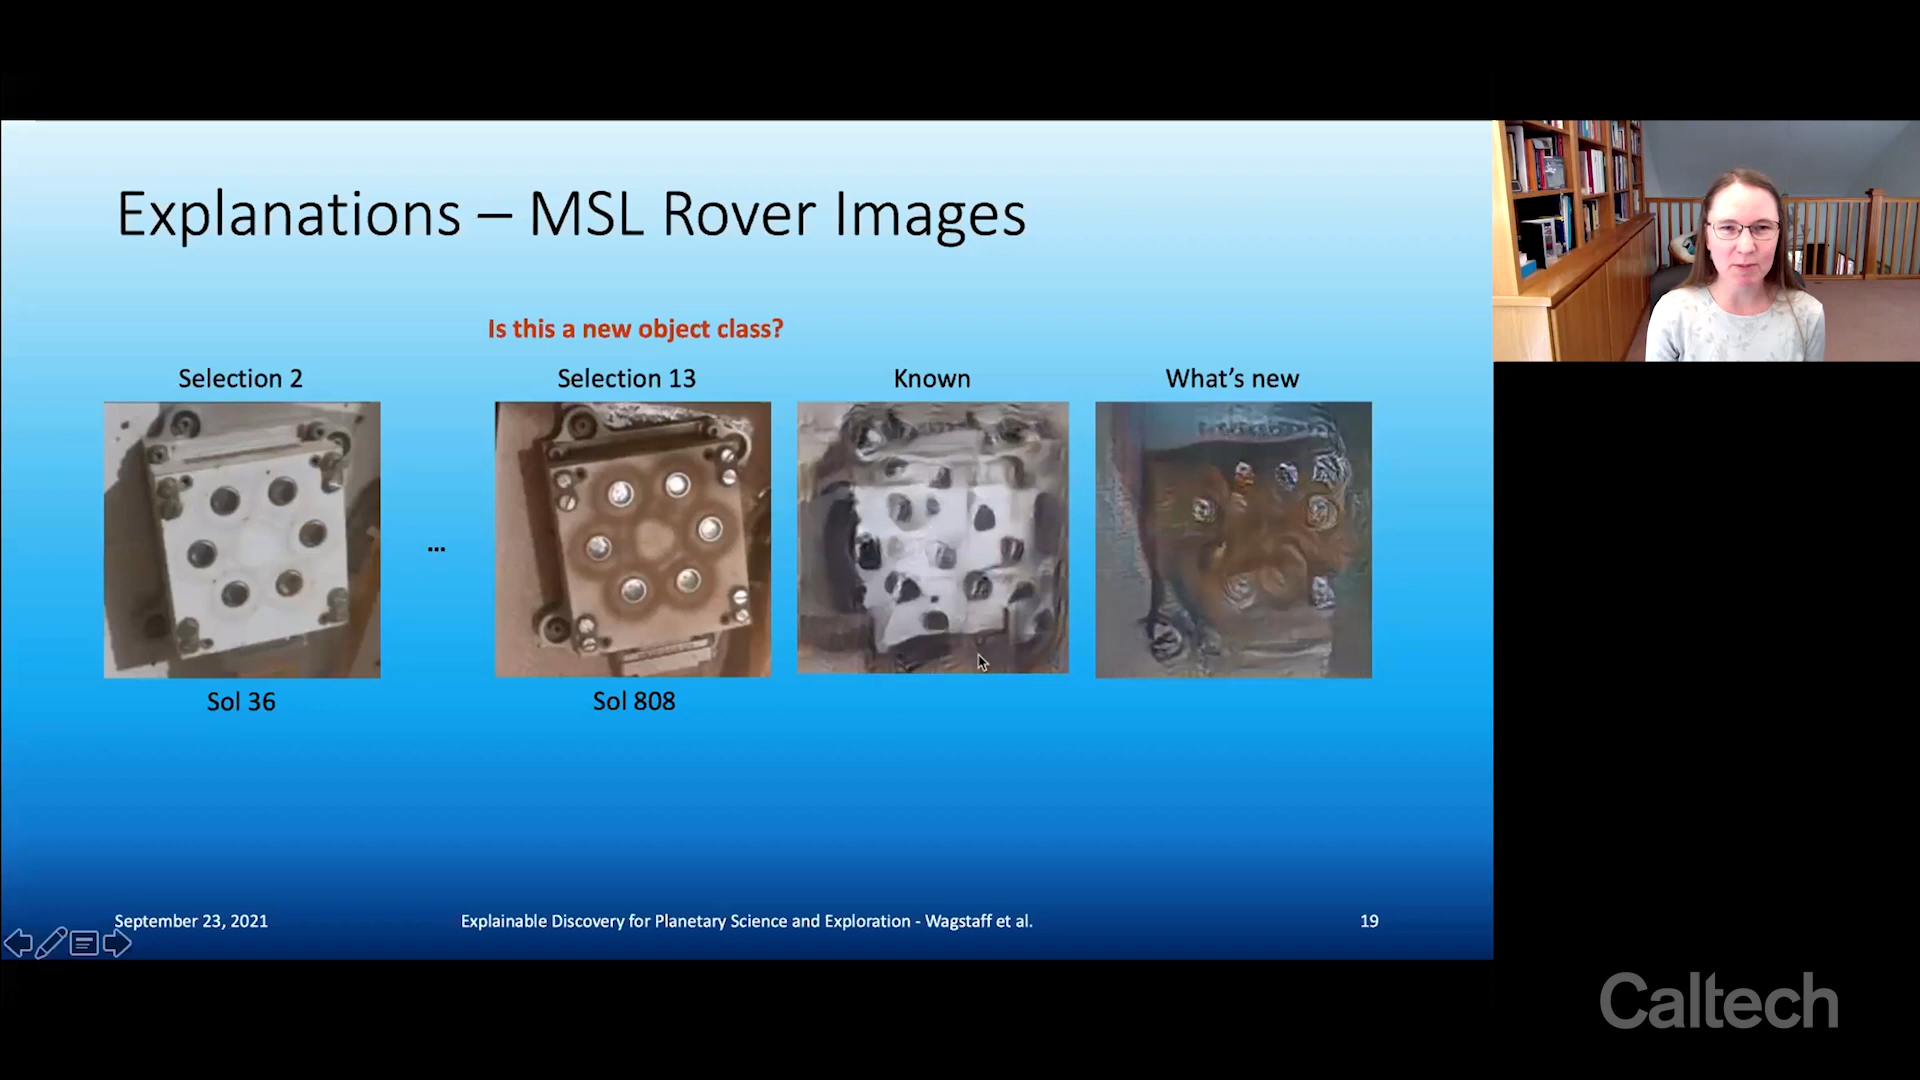 Explanations – MSL Rover Images
Is this a new object class?
Selection 2
Selection 13
Known
What's new
...
Sol 36
Sol 808
September 23, 2021
Explainable Discovery for Planetary Science and Exploration - Wagstaff et al.
19
Caltech